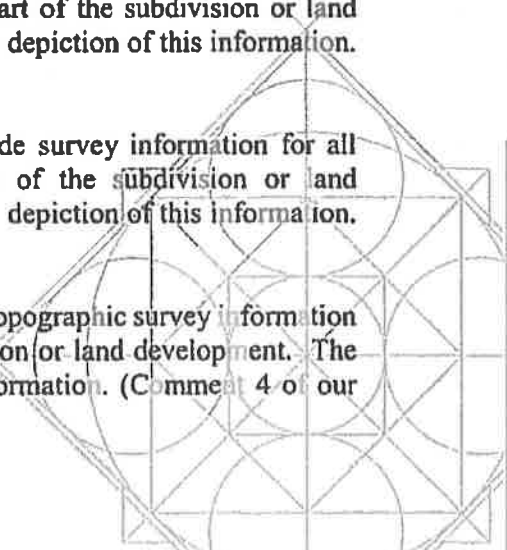 art of the subdivision or land
depiction of this information.
de survey information for all
of the subdivision or land
depiction of this information.
opographic survey information
on or land development. The
ormation. (Comment 4 of our